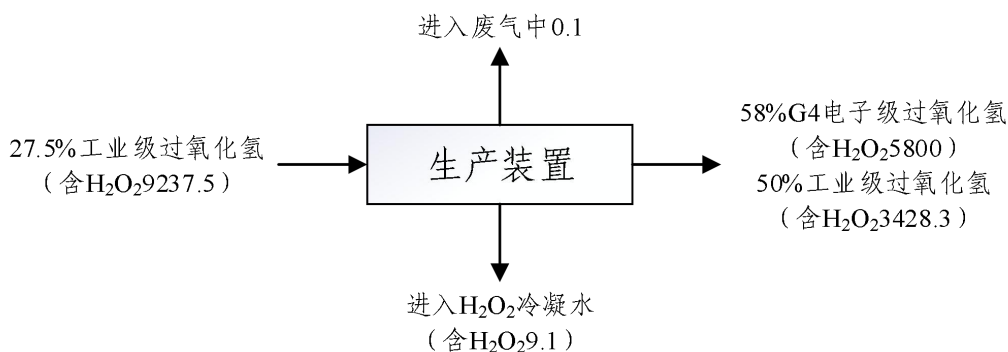 进入废气中0.1
27.5%工业级过氧化氢
（含H₂O₂9237.5）
生产装置
58%G4电子级过氧化氢
（含H₂O₂5800）
50%工业级过氧化氢
（含H₂O₂3428.3）
进入H₂O₂冷凝水
（含H₂O₂9.1）